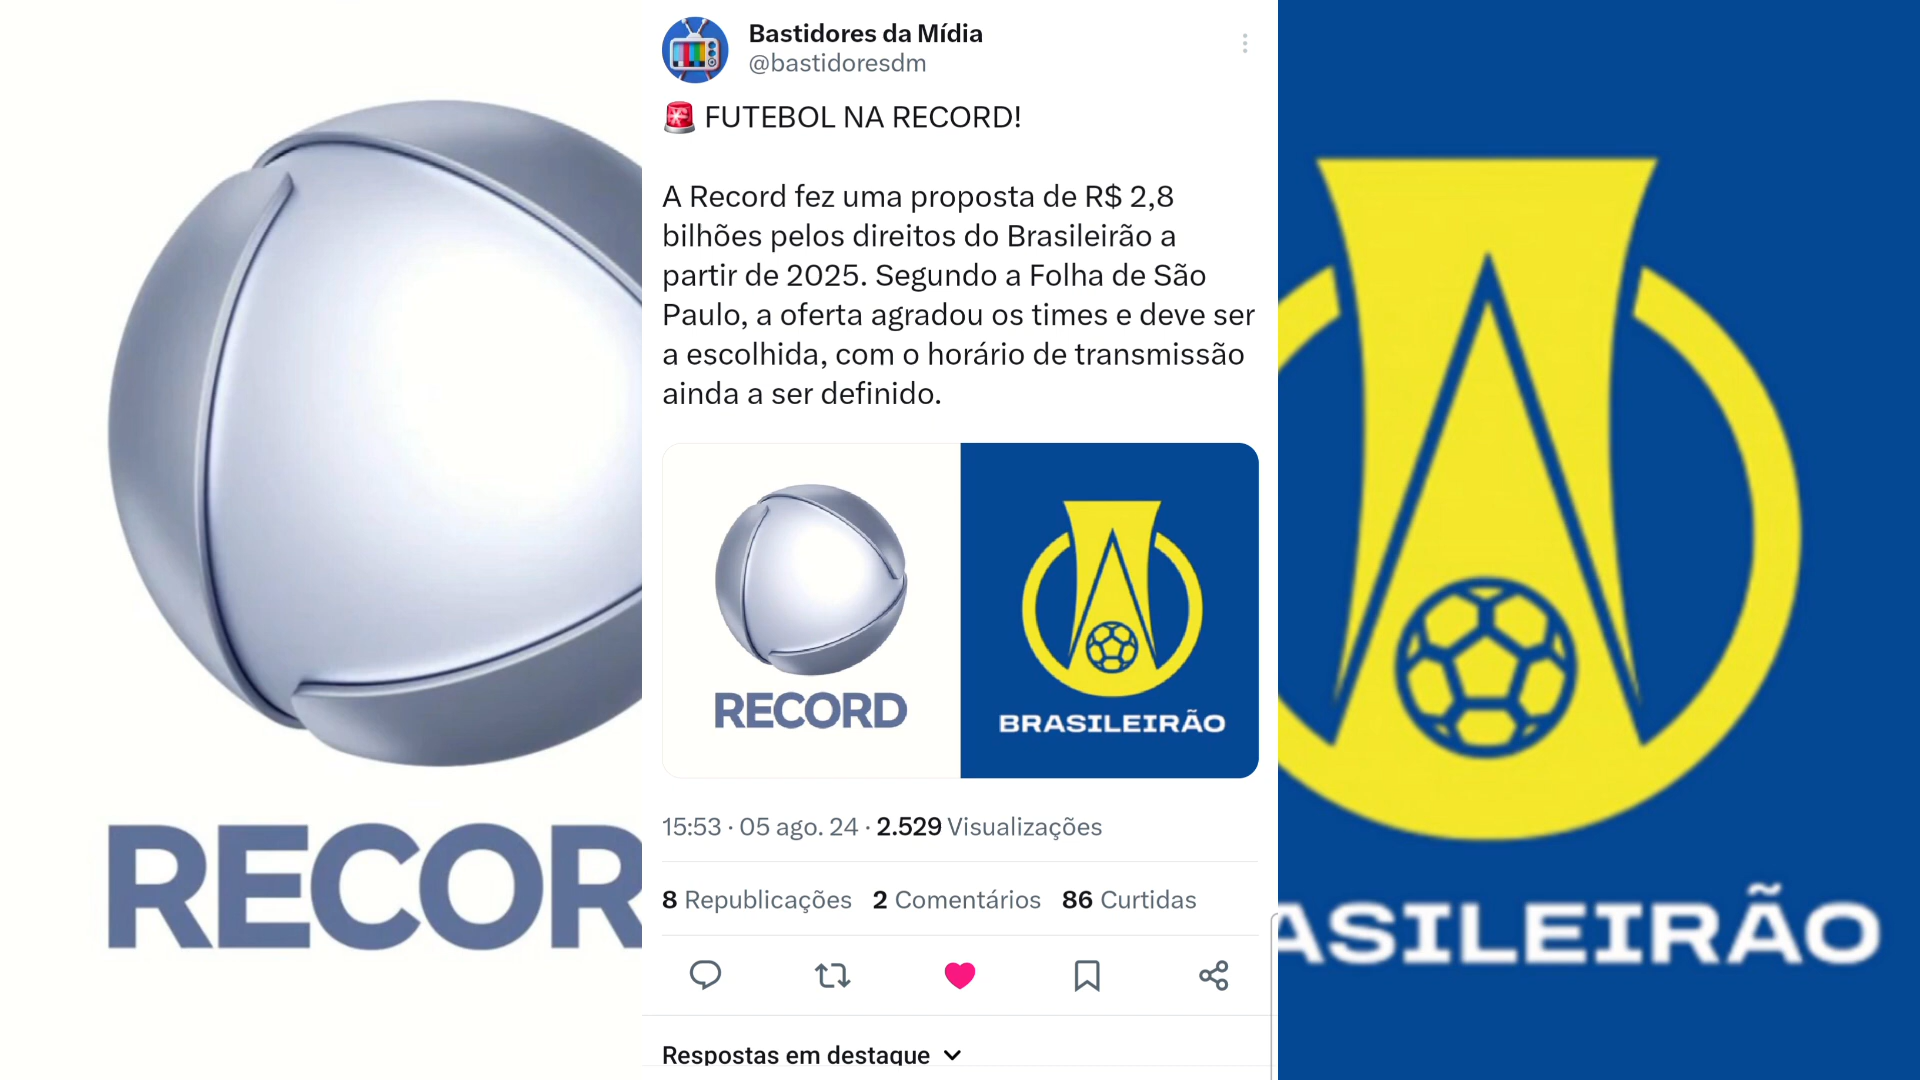 Bastidores da Mídia
@bastidoresdm
🚨 FUTEBOL NA RECORD!
A Record fez uma proposta de R$ 2,8
bilhões pelos direitos do Brasileirão a
partir de 2025. Segundo a Folha de São
Paulo, a oferta agradou os times e deve ser
a escolhida, com o horário de transmissão
ainda a ser definido.
RECORD
BRASILEIRÃO
15:53 · 05 ago. 24 · 2.529 Visualizações
8 Republicações 2 Comentários 86 Curtidas
Respostas em destaque
RECOR
ASILEIRÃO